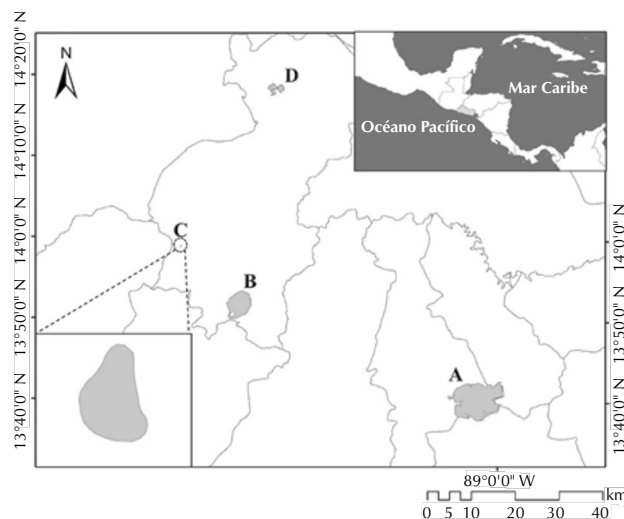 14°20'0" N
14°10'0" N
14°0'0" N
13°50'0" N
13°40'0" N
N
D
C
B
A
Mar Caribe
Océano Pacífico
14°0'0" N
13°50'0" N
13°40'0" N
89°0'0" W
km
0 5 10 20 30 40